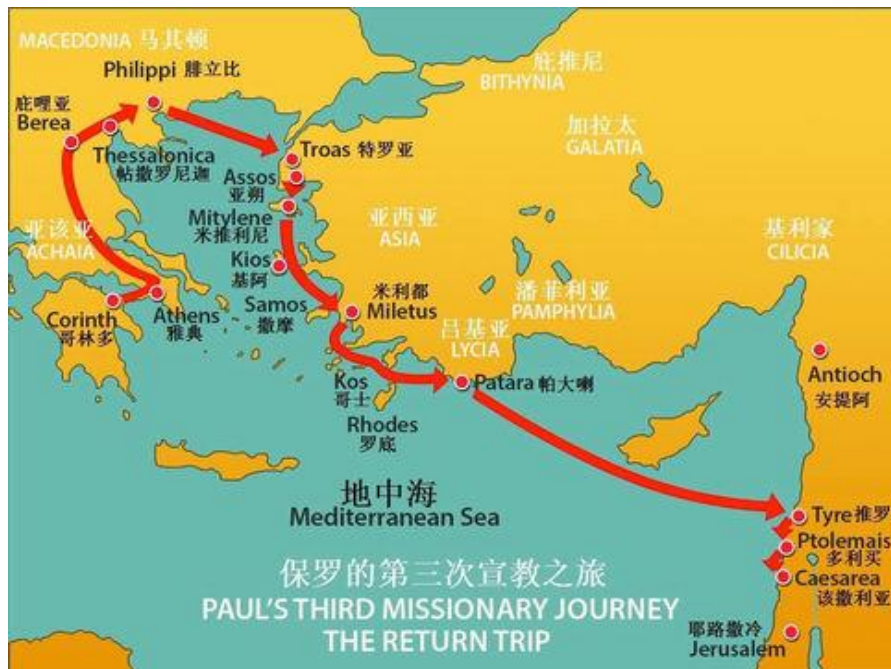 MACEDONIA 马其顿
Philippi 腓立比
庇推尼
BITHYNIA
庇哩亚
Berea
Thessalonica
帖撒罗尼迦
Troas 特罗亚
Assos
亚朔
Mitylene
米推利尼
加拉太
GALATIA
亚该亚
ACHAIA
亚西亚
ASIA
基利家
CILICIA
Kios
基阿
Corinth
哥林多
Athens
雅典
Samos
撒摩
米利都
Miletus
潘菲利亚
PAMPHYLIA
吕基亚
LYCIA
Kos
哥士
Patara 帕大喇
Rhodes
罗底
Antioch
安提阿
地中海
Mediterranean Sea
Tyre 推罗
Ptolemais
多利买
Caesarea
该撒利亚
耶路撒冷
Jerusalem
保罗的第三次宣教之旅
PAUL'S THIRD MISSIONARY JOURNEY
THE RETURN TRIP